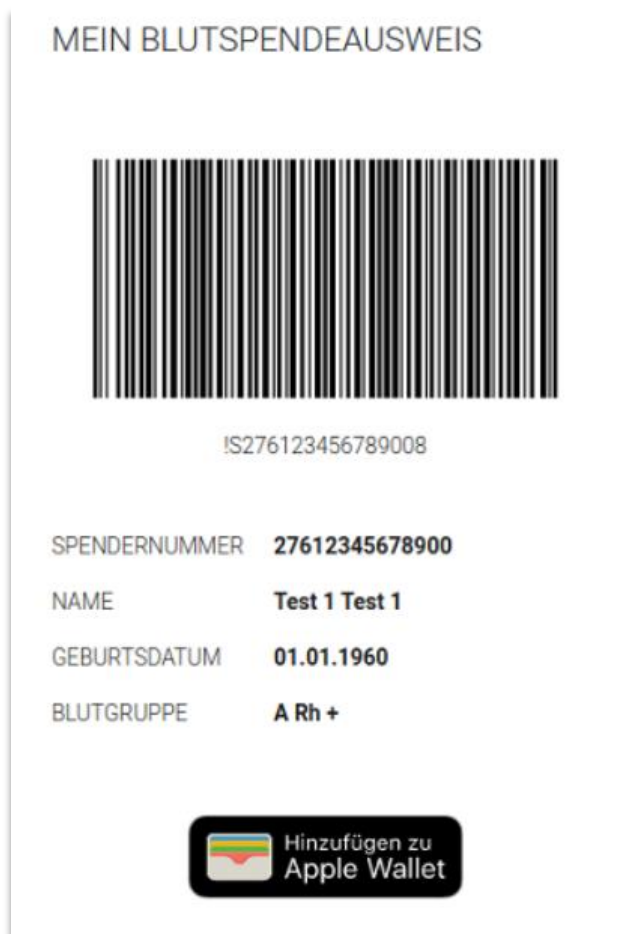 MEIN BLUTSPENDEAUSWEIS
!S276123456789008
SPENDERNUMMER 27612345678900
NAME Test 1 Test 1
GEBURTSDATUM 01.01.1960
BLUTGRUPPE A Rh +
Hinzufügen zu
Apple Wallet